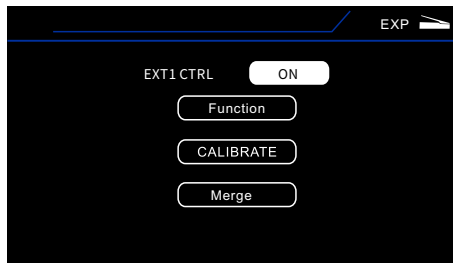 EXP
EXT1 CTRL ON
Function
CALIBRATE
Merge